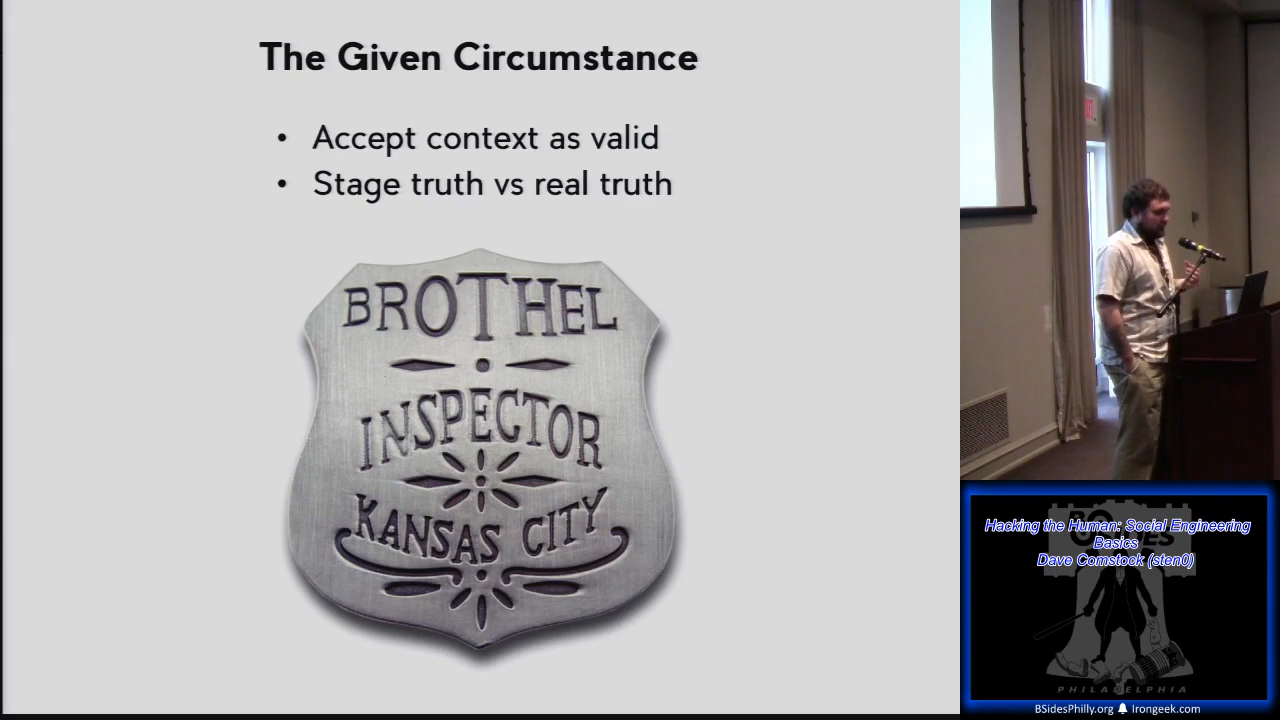 The Given Circumstance
• Accept context as valid
• Stage truth vs real truth
BROTHEL
INSPECTOR
KANSAS CITY
Hacking the Human: Social Engineering
Basics
Dave Comstock (sten0)
PHILADELPHIA
BSidesPhilly.org Irongeek.com